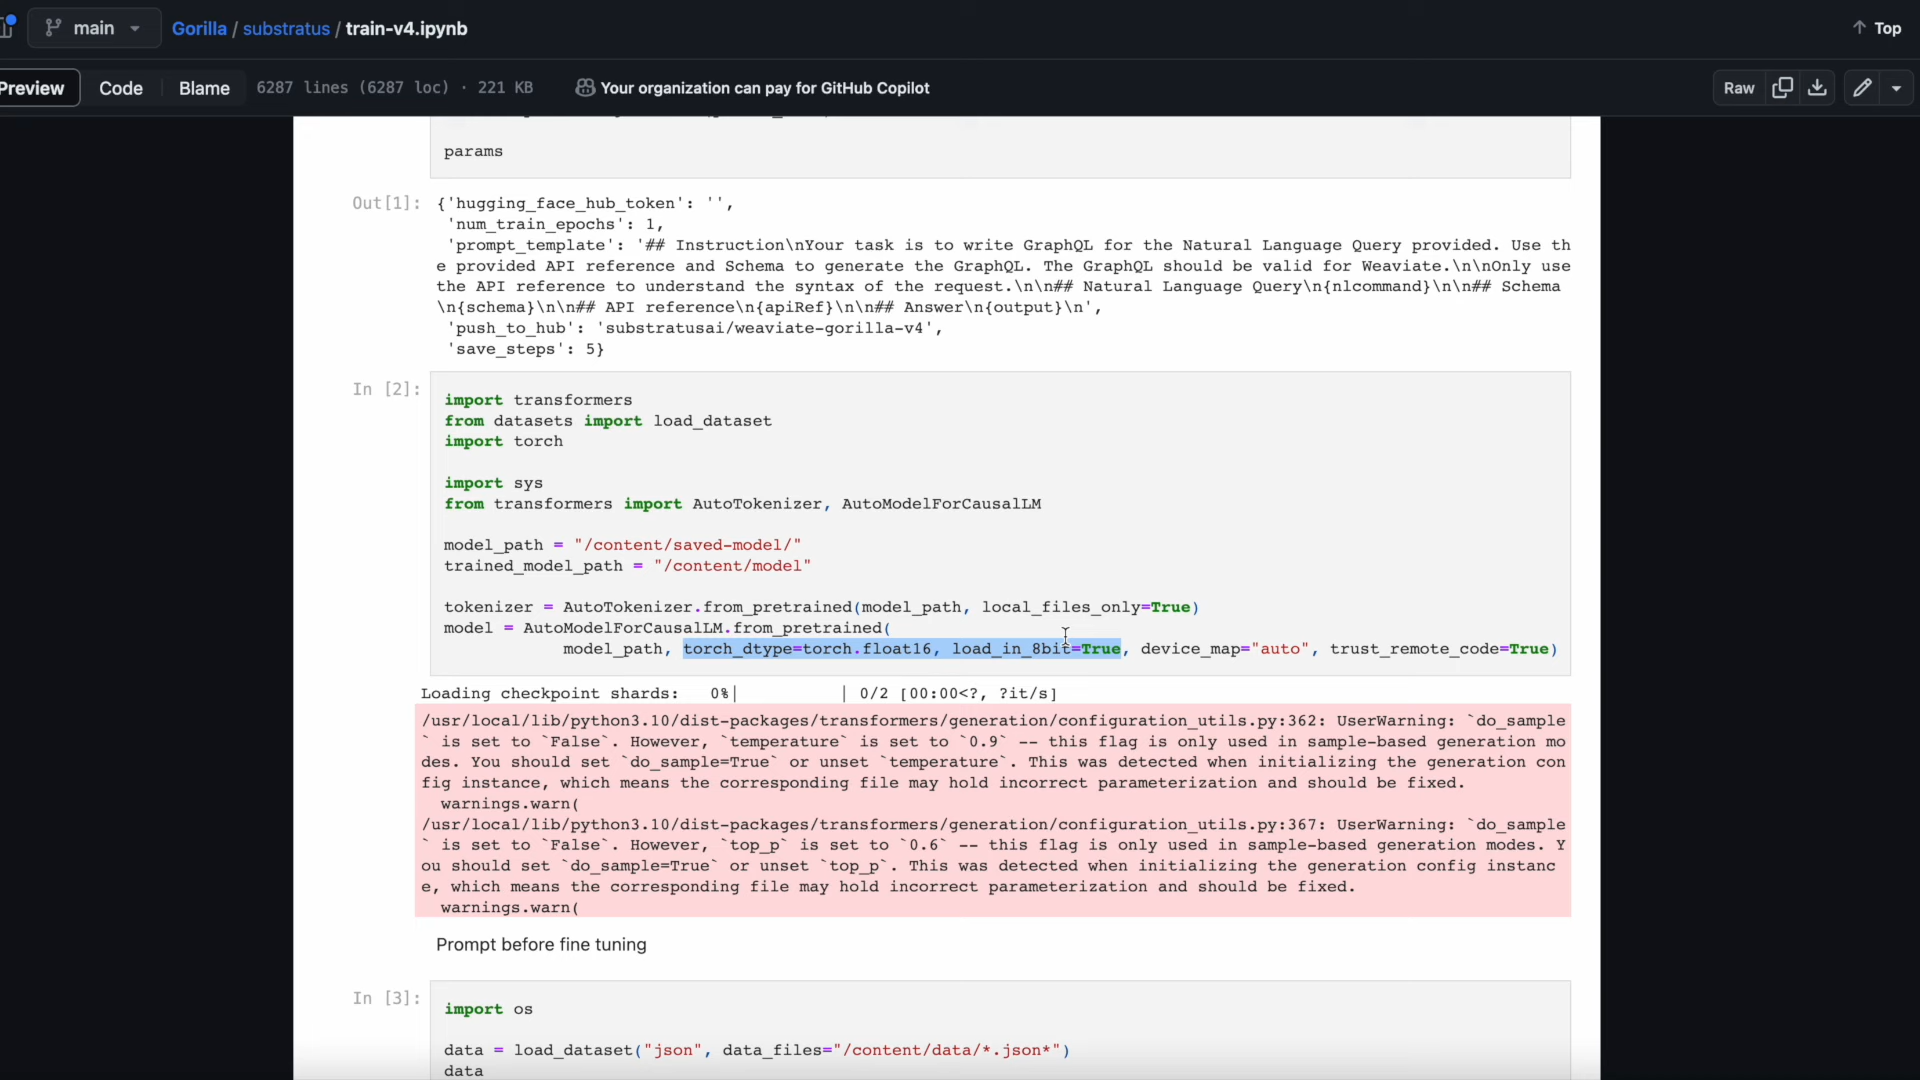 main
Gorilla / substratus / train-v4.ipynb
Top
Preview
Code
Blame
6287 lines (6287 loc) · 221 KB
Your organization can pay for GitHub Copilot
Raw
params
Out[1]: {'hugging_face_hub_token': '',
'num_train_epochs': 1,
'prompt_template': '## Instruction\nYour task is to write GraphQL for the Natural Language Query provided. Use th
e provided API reference and Schema to generate the GraphQL. The GraphQL should be valid for Weaviate.\n\nOnly use
the API reference to understand the syntax of the request.\n\n## Natural Language Query\n{nlcommand}\n\n## Schema
\n{schema}\n\n## API reference\n{apiRef}\n\n## Answer\n{output}\n',
'push_to_hub': 'substratusai/weaviate-gorilla-v4',
'save_steps': 5}
In [2]:
import transformers
from datasets import load_dataset
import torch
import sys
from transformers import AutoTokenizer, AutoModelForCausalLM
model_path = "/content/saved-model/"
trained_model_path = "/content/model"
tokenizer = AutoTokenizer.from_pretrained(model_path, local_files_only=True)
model = AutoModelForCausalLM.from_pretrained(
model_path, torch_dtype=torch.float16, load_in_8bit=True, device_map="auto", trust_remote_code=True)
Loading checkpoint shards:   0%|          | 0/2 [00:00<?, ?it/s]
/usr/local/lib/python3.10/dist-packages/transformers/generation/configuration_utils.py:362: UserWarning: `do_sample
` is set to `False`. However, `temperature` is set to `0.9` -- this flag is only used in sample-based generation mo
des. You should set `do_sample=True` or unset `temperature`. This was detected when initializing the generation con
fig instance, which means the corresponding file may hold incorrect parameterization and should be fixed.
warnings.warn(
/usr/local/lib/python3.10/dist-packages/transformers/generation/configuration_utils.py:367: UserWarning: `do_sample
` is set to `False`. However, `top_p` is set to `0.6` -- this flag is only used in sample-based generation modes. Y
ou should set `do_sample=True` or unset `top_p`. This was detected when initializing the generation config instanc
e, which means the corresponding file may hold incorrect parameterization and should be fixed.
warnings.warn(
Prompt before fine tuning
In [3]:
import os
data = load_dataset("json", data_files="/content/data/*.json*")
data